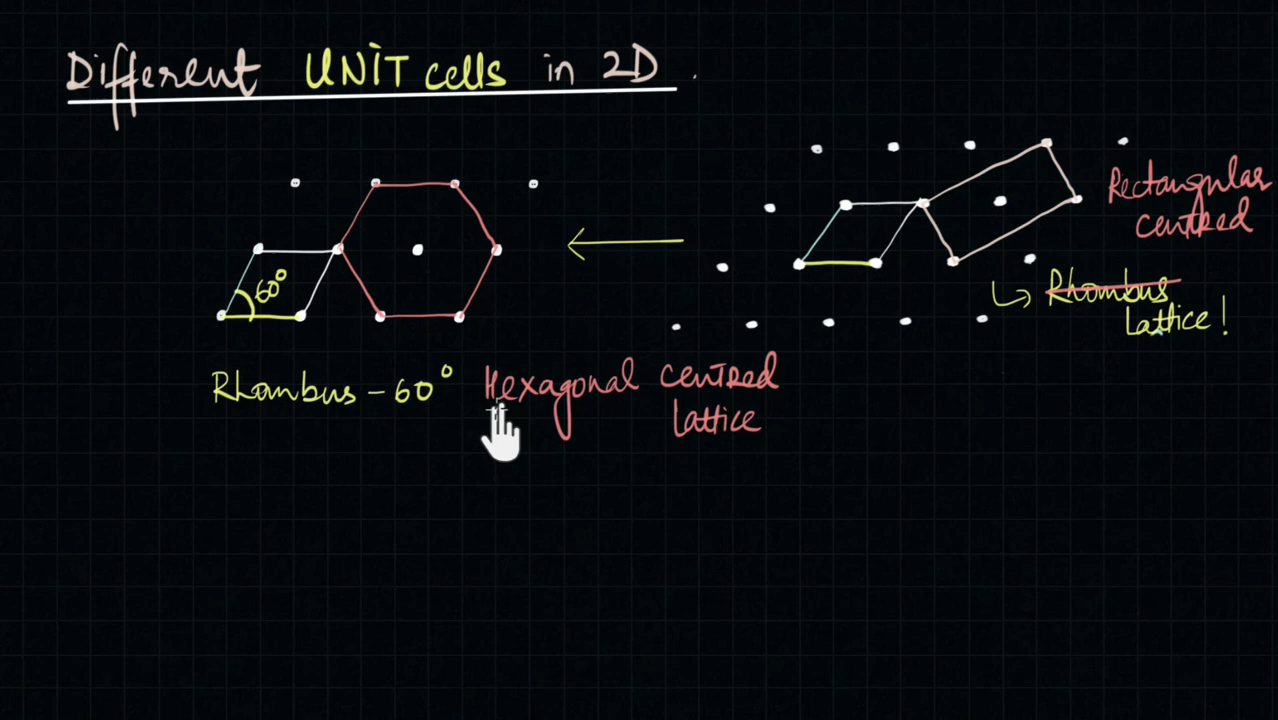 Different UNIT cells in 2D.
60°
Rhombus - 60°
Hexagonal centred
lattice
Rectangular
centred
Rhombus
Lattice!